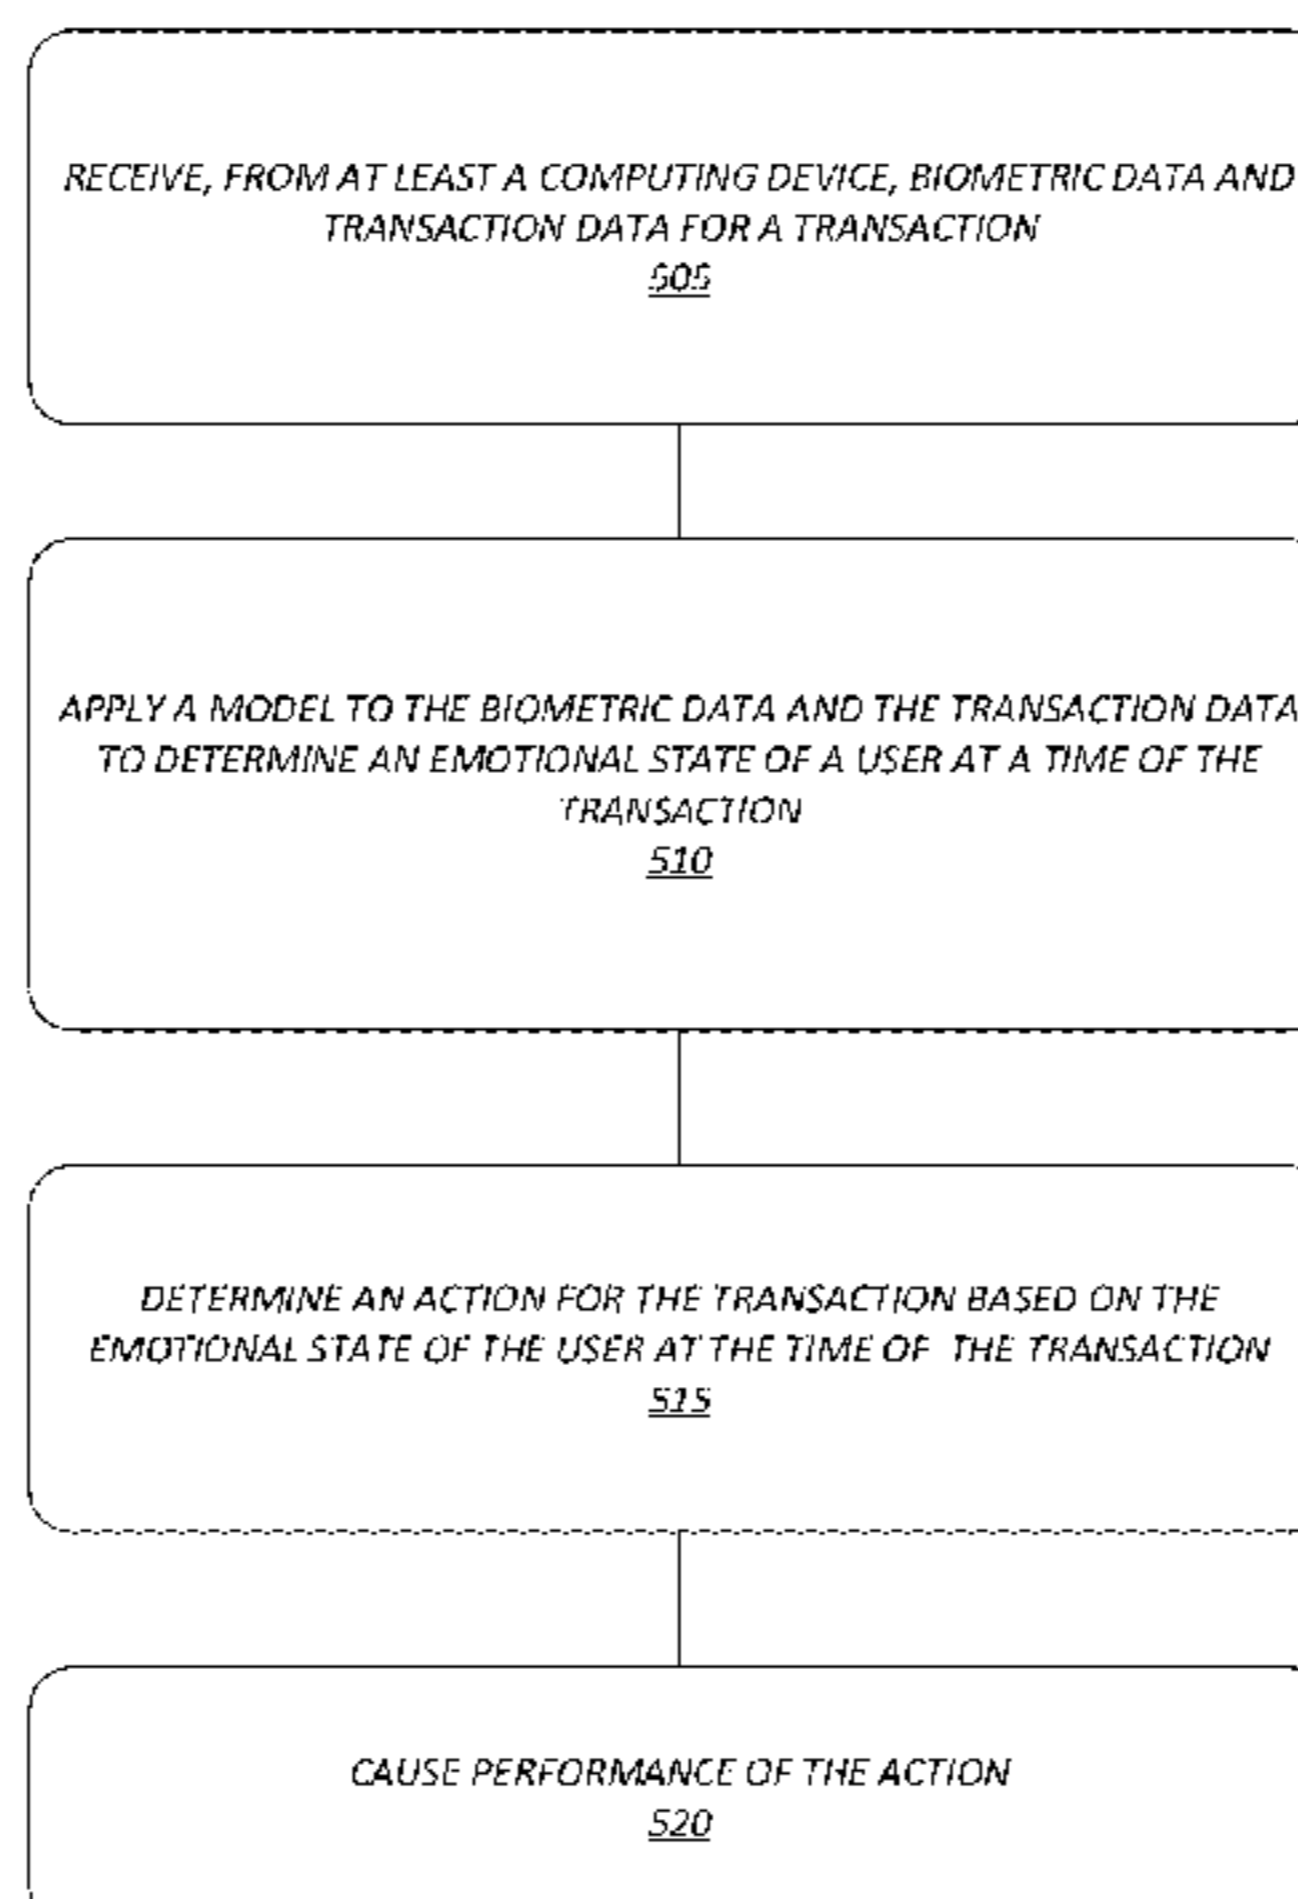 RECEIVE, FROM AT LEAST A COMPUTING DEVICE, BIOMETRIC DATA AND
TRANSACTION DATA FOR A TRANSACTION
505
APPLY A MODEL TO THE BIOMETRIC DATA AND THE TRANSACTION DATA
TO DETERMINE AN EMOTIONAL STATE OF A USER AT A TIME OF THE
TRANSACTION
510
DETERMINE AN ACTION FOR THE TRANSACTION BASED ON THE
EMOTIONAL STATE OF THE USER AT THE TIME OF THE TRANSACTION
515
CAUSE PERFORMANCE OF THE ACTION
520